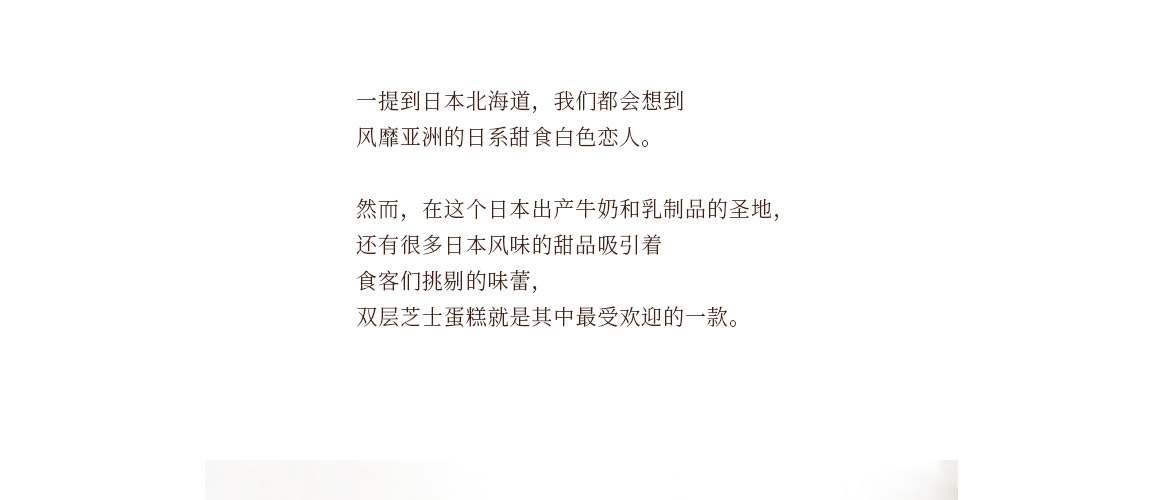 一提到日本北海道，我们都会想到
风靡亚洲的日系甜食白色恋人。
然而，在这个日本出产牛奶和乳制品的圣地，
还有很多日本风味的甜品吸引着
食客们挑剔的味蕾，
双层芝士蛋糕就是其中最受欢迎的一款。